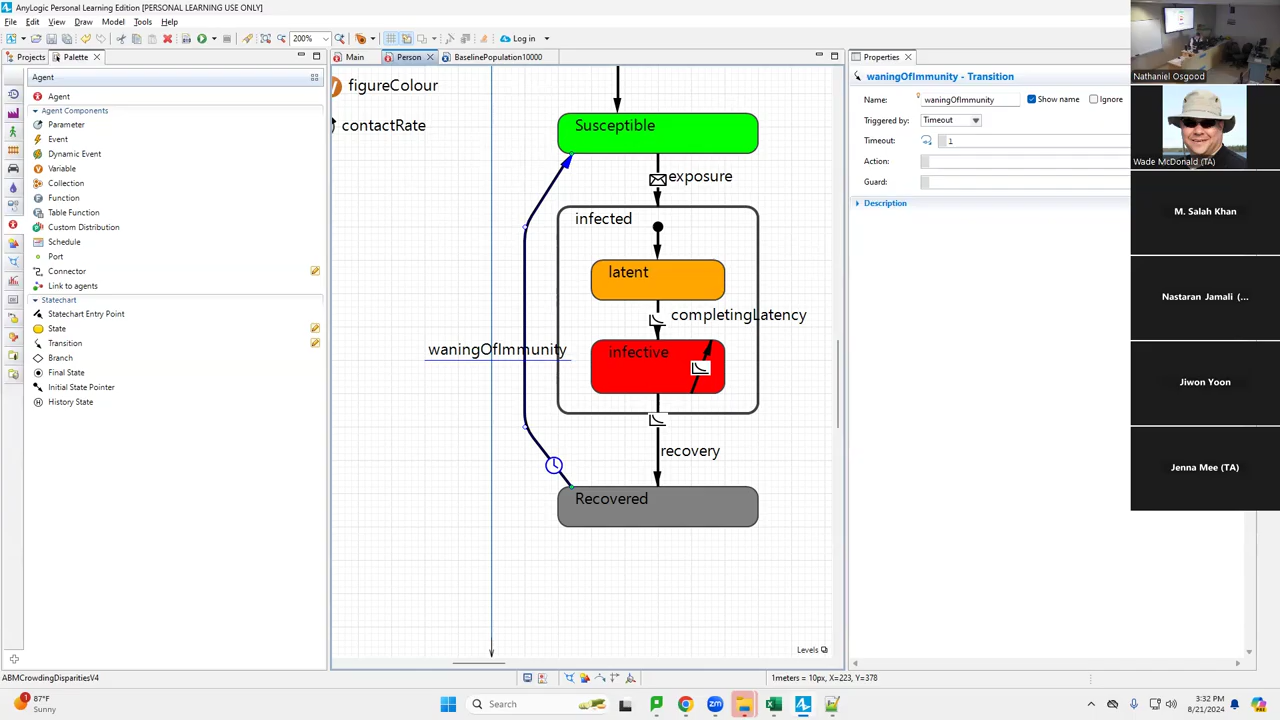 AnyLogic Personal Learning Edition [PERSONAL LEARNING USE ONLY]
File Edit View Draw Model Tools Help
200%
Log in
Projects
Palette
Main
Person
BaselinePopulation10000
Properties
Agent
Agent
Agent Components
Parameter
Event
Dynamic Event
Variable
Collection
Function
Table Function
Custom Distribution
Schedule
Port
Connector
Link to agents
Statechart
Statechart Entry Point
State
Transition
Branch
Final State
Initial State Pointer
History State
figureColour
contactRate
Susceptible
exposure
infected
latent
completingLatency
infective
waningOfImmunity
recovery
Recovered
Levels
waningOfImmunity - Transition
Name:
waningOfImmunity
Show name
Ignore
Triggered by:
Timeout
Timeout:
1
Action:
Guard:
Description
Nathaniel Osgood
Wade McDonald (TA)
M. Salah Khan
Nastaran Jamali (...
Jiwon Yoon
Jenna Mee (TA)
ABMCrowdingDisparitiesV4
1meters = 10px, X=223, Y=378
1
87°F
Sunny
Search
3:32 PM
8/21/2024